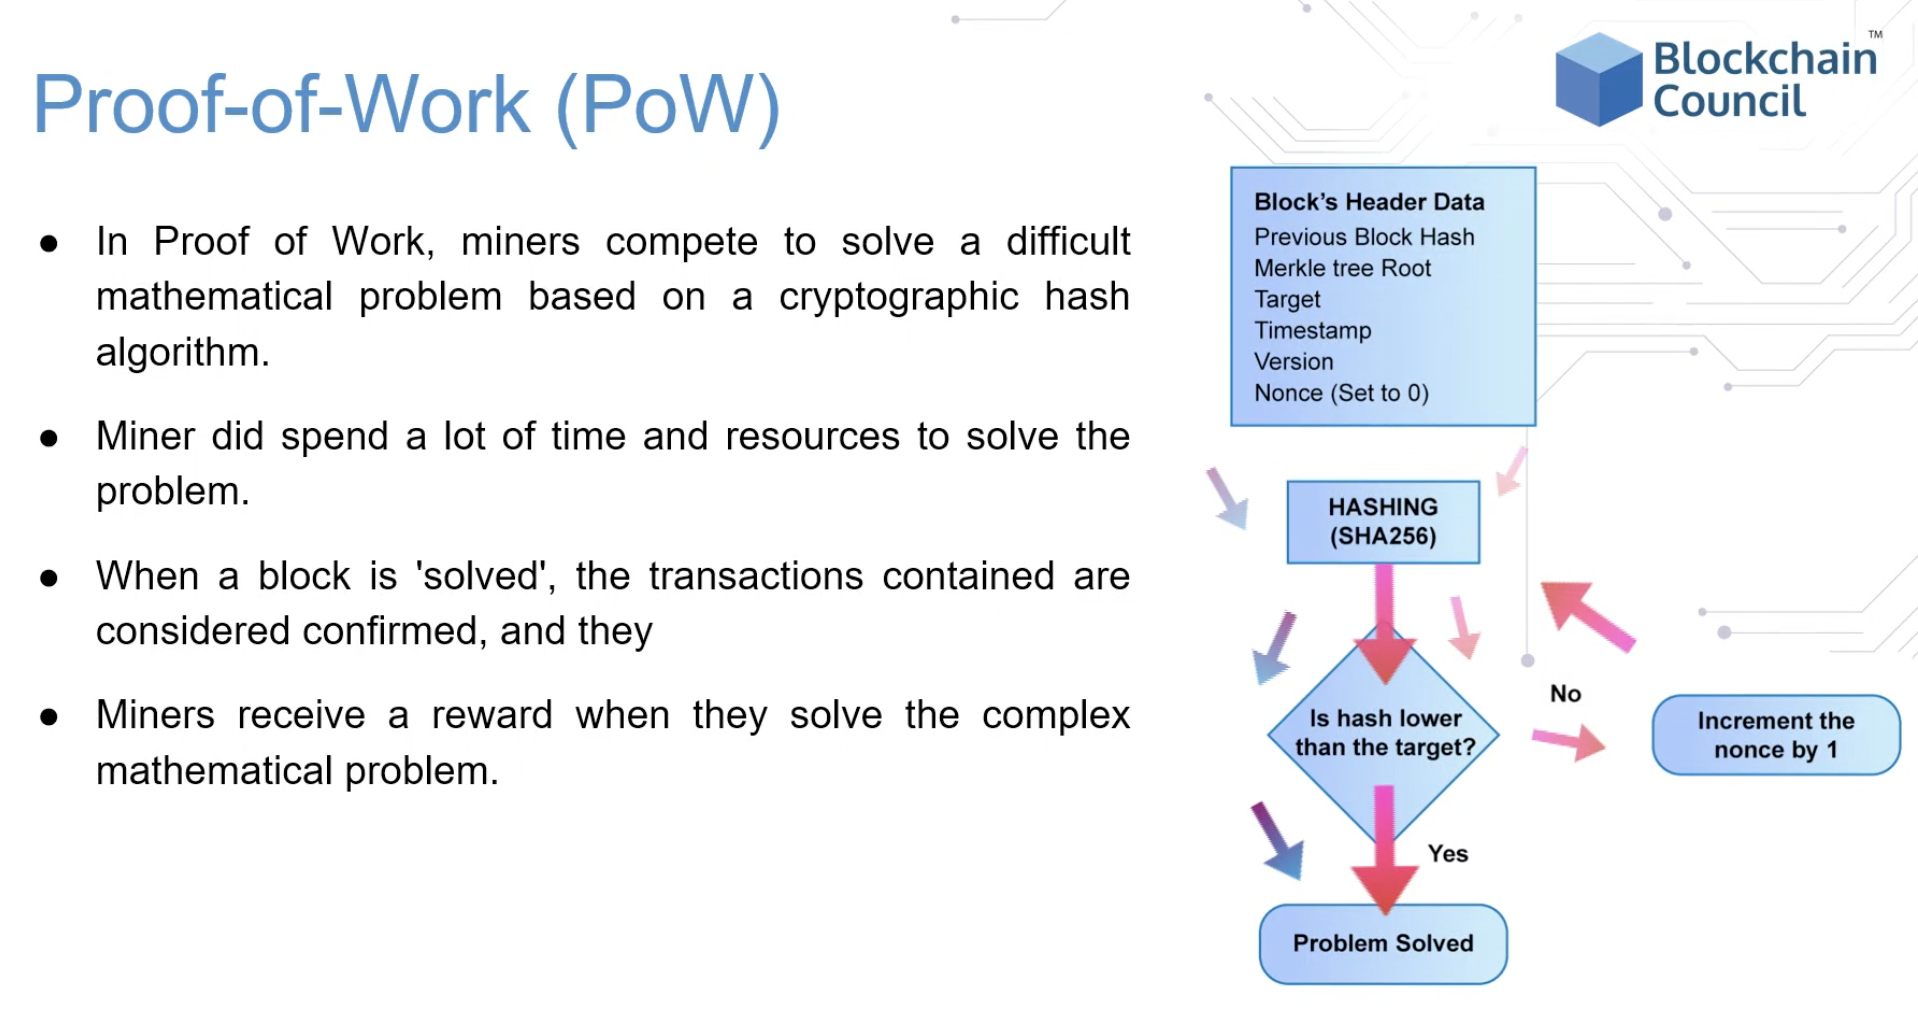 Blockchain
Council
TM
Proof-of-Work (PoW)
● In Proof of Work, miners compete to solve a difficult
mathematical problem based on a cryptographic hash
algorithm.
● Miner did spend a lot of time and resources to solve the
problem.
● When a block is 'solved', the transactions contained are
considered confirmed, and they
● Miners receive a reward when they solve the complex
mathematical problem.
Block’s Header Data
Previous Block Hash
Merkle tree Root
Target
Timestamp
Version
Nonce (Set to 0)
HASHING
(SHA256)
Is hash lower
than the target?
No
Increment the
nonce by 1
Yes
Problem Solved